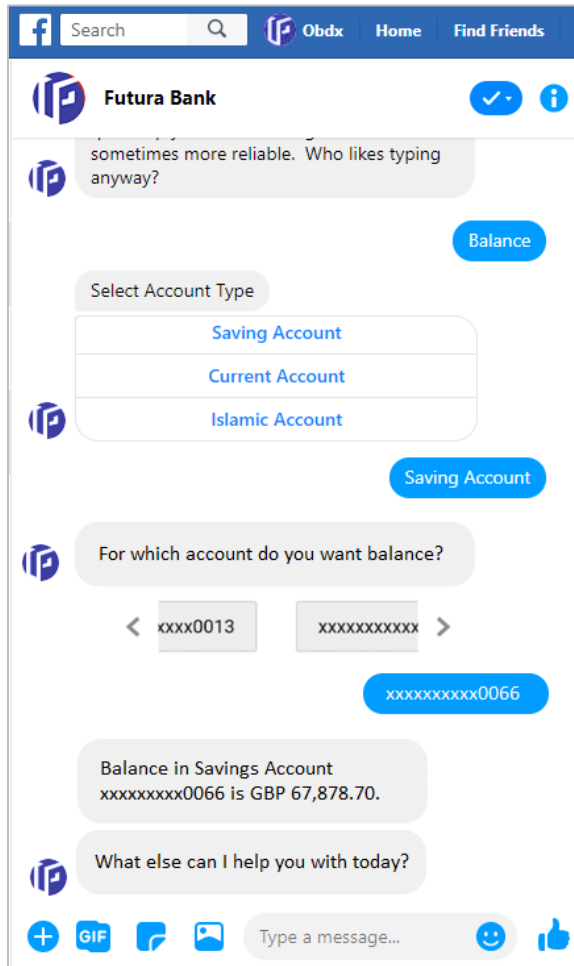 f
Search
Obdx
Home
Find Friends
Futura Bank
sometimes more reliable. Who likes typing
anyway?
Balance
Select Account Type
Saving Account
Current Account
Islamic Account
Saving Account
For which account do you want balance?
xxxx0013
xxxxxxxxxxx
xxxxxxxxxx0066
Balance in Savings Account
xxxxxxxxx0066 is GBP 67,878.70.
What else can I help you with today?
GIF
Type a message...